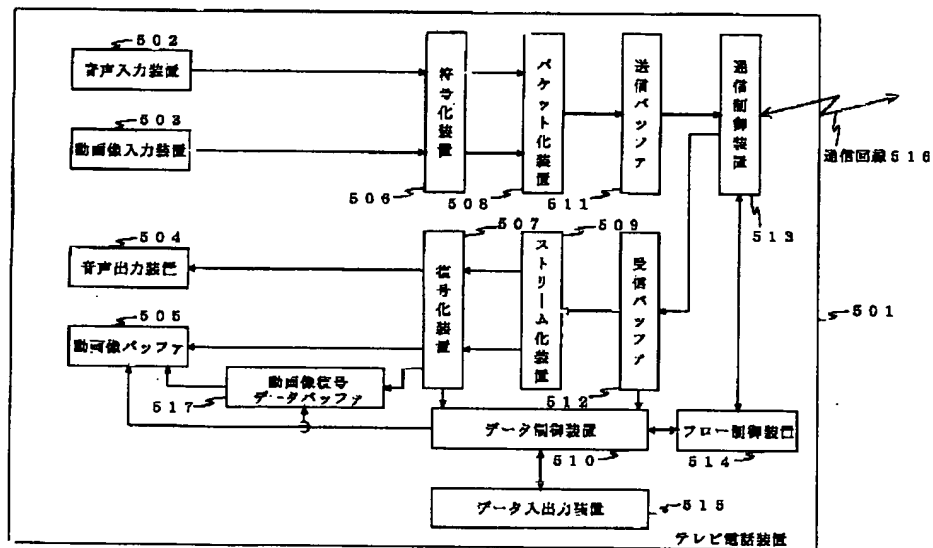 502
音声入力装置
503
動画像入力装置
符号化装置
506
パケット化装置
508
送信バッファ
511
通信制御装置
513
通信回線516
504
音声出力装置
505
動画像バッファ
507
復号化装置
509
ストリーム化装置
受信バッファ
512
501
動画像復号
データバッファ
517
データ制御装置
510
フロー制御装置
514
データ入出力装置
515
テレビ電話装置